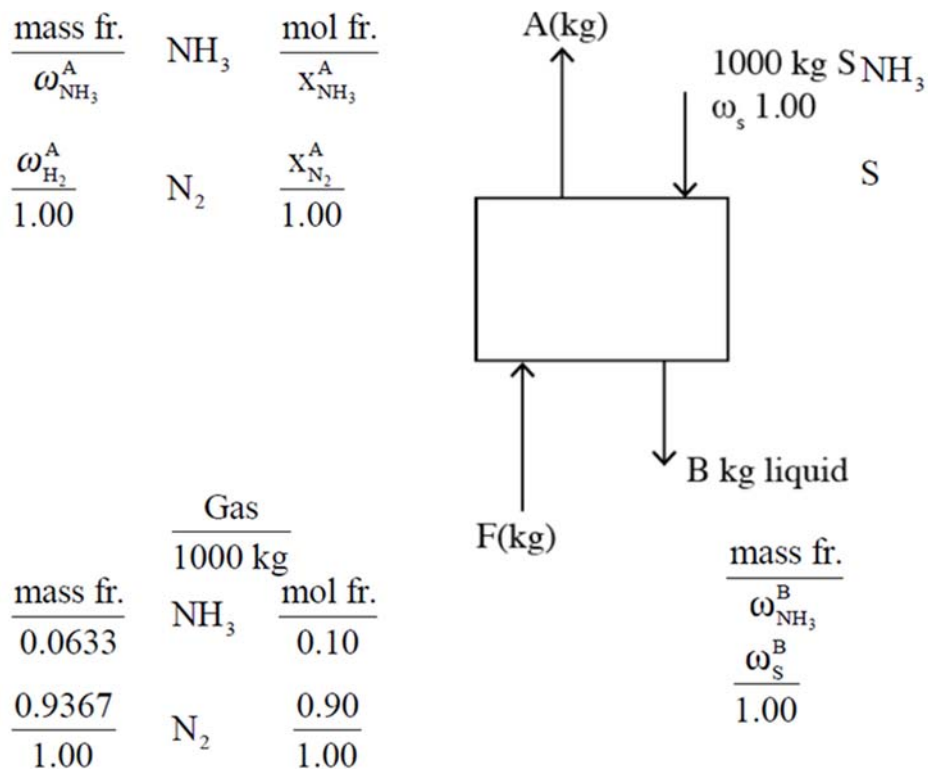 mass fr. NH₃ mol fr.
ω^A_NH₃ x^A_NH₃
ω^A_H₂ N₂ x^A_N₂
1.00 1.00
A(kg)
1000 kg S NH₃
ω_s 1.00
S
B kg liquid
F(kg)
Gas
1000 kg
mass fr. NH₃ mol fr.
0.0633 0.10
0.9367 N₂ 0.90
1.00 1.00
mass fr.
ω^B_NH₃
ω^B_S
1.00